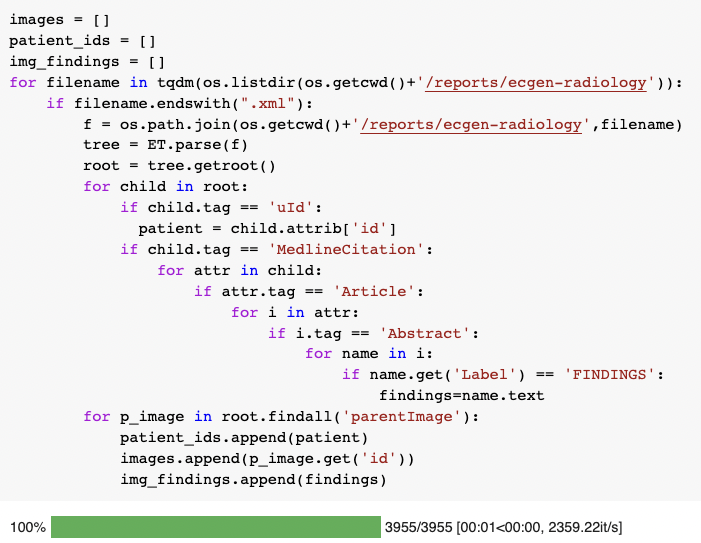 images = []
patient_ids = []
img_findings = []
for filename in tqdm(os.listdir(os.getcwd()+'/reports/ecgen-radiology')):
    if filename.endswith(".xml"):
        f = os.path.join(os.getcwd()+'/reports/ecgen-radiology',filename)
        tree = ET.parse(f)
        root = tree.getroot()
        for child in root:
            if child.tag == 'uId':
              patient = child.attrib['id']
            if child.tag == 'MedlineCitation':
                for attr in child:
                    if attr.tag == 'Article':
                        for i in attr:
                            if i.tag == 'Abstract':
                                for name in i:
                                    if name.get('Label') == 'FINDINGS':
                                        findings=name.text
        for p_image in root.findall('parentImage'):
            patient_ids.append(patient)
            images.append(p_image.get('id'))
            img_findings.append(findings)
100% 3955/3955 [00:01<00:00, 2359.22it/s]